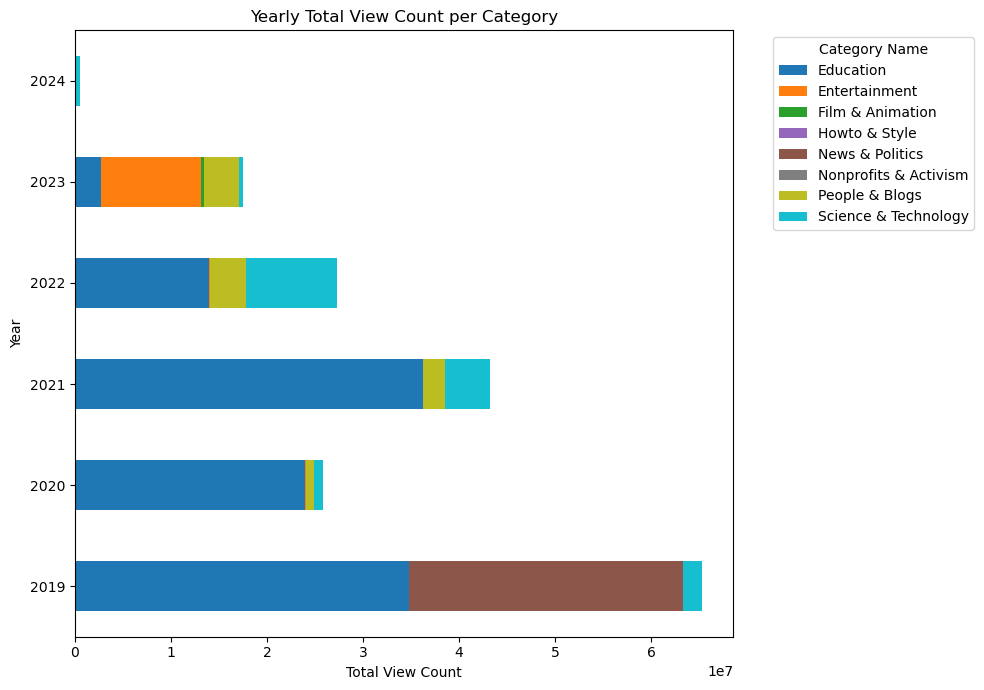 Yearly Total View Count per Category
Category Name
Education
Entertainment
Film & Animation
Howto & Style
News & Politics
Nonprofits & Activism
People & Blogs
Science & Technology
Year
2024
2023
2022
2021
2020
2019
0 1 2 3 4 5 6
1e7
Total View Count